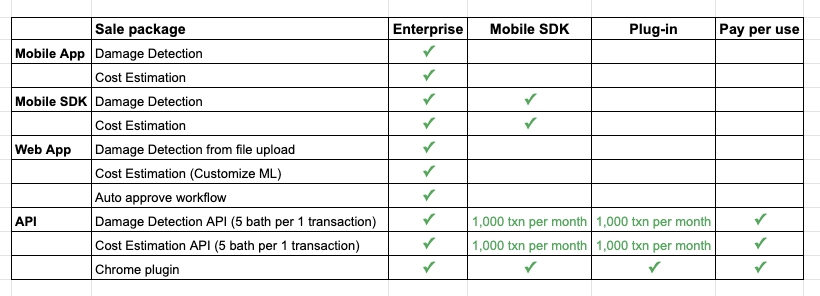 Sale package Enterprise Mobile SDK Plug-in Pay per use
Mobile App Damage Detection ✓
Cost Estimation ✓
Mobile SDK Damage Detection ✓ ✓
Cost Estimation ✓ ✓
Web App Damage Detection from file upload ✓
Cost Estimation (Customize ML) ✓
Auto approve workflow ✓
API Damage Detection API (5 bath per 1 transaction) ✓ 1,000 txn per month 1,000 txn per month ✓
Cost Estimation API (5 bath per 1 transaction) ✓ 1,000 txn per month 1,000 txn per month ✓
Chrome plugin ✓ ✓ ✓ ✓